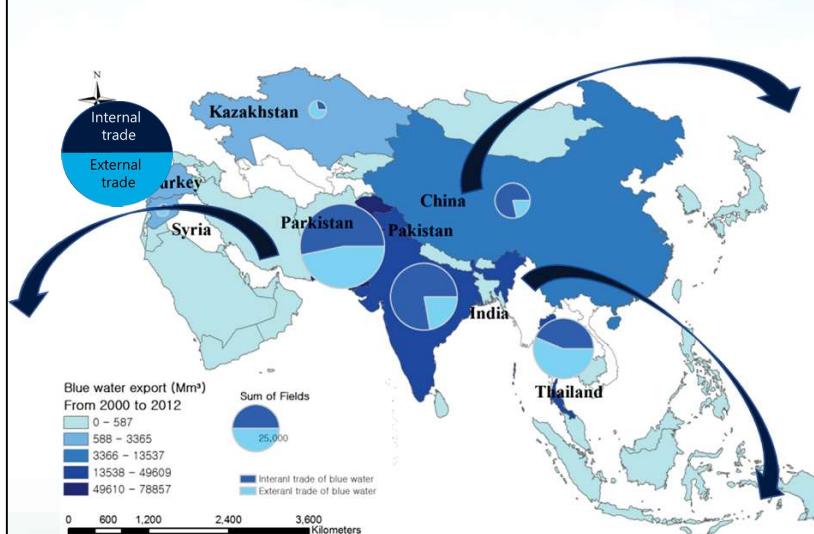 N
Internal
trade
External
trade
Kazakhstan
urkey
Syria
Parkistan
Pakistan
China
India
Thailand
Blue water export (Mm³)
From 2000 to 2012
0 - 587
588 - 3365
3366 - 13537
13538 - 49609
49610 - 78857
Sum of Fields
25,000
Interanl trade of blue water
Exteranl trade of blue water
0 600 1,200 2,400 3,600
Kilometers